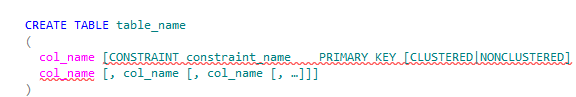 CREATE TABLE table_name
(
col_name [CONSTRAINT constraint_name PRIMARY KEY [CLUSTERED|NONCLUSTERED]
col_name [, col_name [, col_name [, …]]]
)